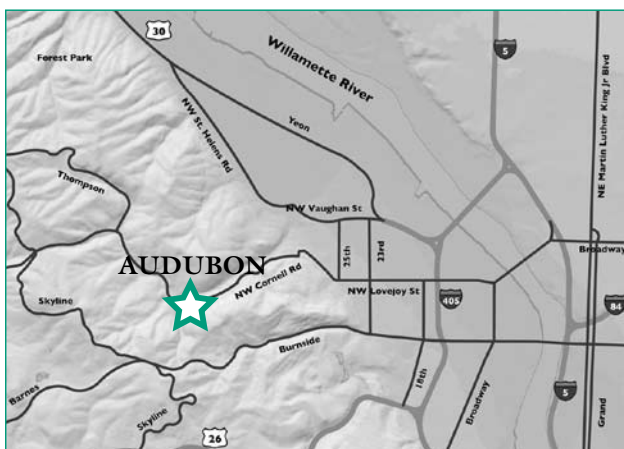 30
5
Forest Park
Willamette River
NE Martin Luther King Jr Blvd
Yeon
NW St. Helens Rd
Thompson
NW Vaughan St
25th
23rd
Broadway
AUDUBON
NW Cornell Rd
NW Lovejoy St
Skyline
405
84
Burnside
18th
Barnes
Broadway
5
Grand
Skyline
26